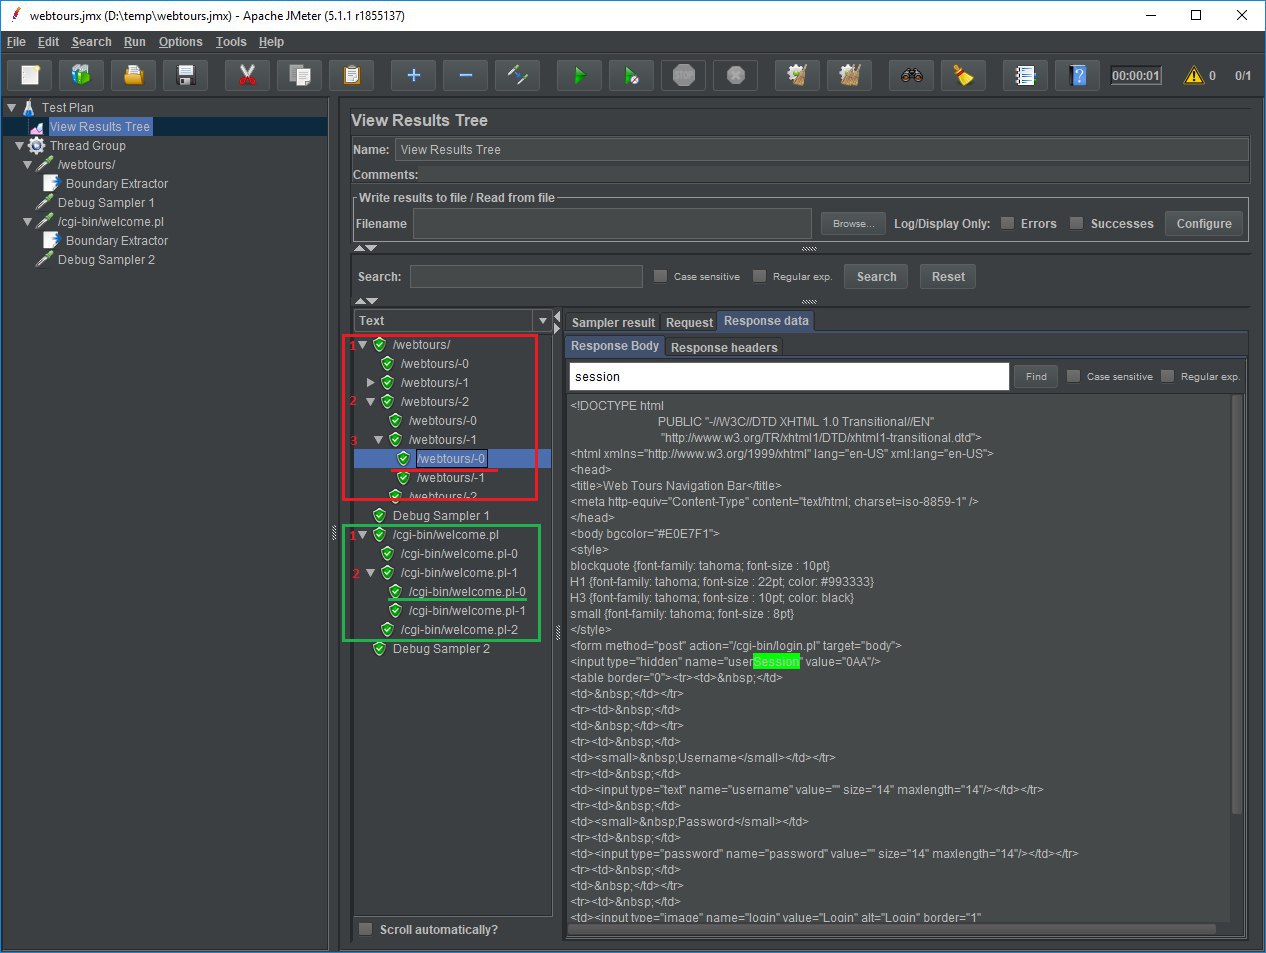 webtours.jmx (D:\temp\webtours.jmx) - Apache JMeter (5.1.1 r1855137)
File Edit Search Run Options Tools Help
STOP 00:00:01 0 0/1
Test Plan
View Results Tree
Thread Group
/webtours/
Boundary Extractor
Debug Sampler 1
/cgi-bin/welcome.pl
Boundary Extractor
Debug Sampler 2
View Results Tree
Name: View Results Tree
Comments:
Write results to file / Read from file
Filename Browse... Log/Display Only: Errors Successes Configure
Search: Case sensitive Regular exp. Search Reset
Text
1 /webtours/
/webtours/-0
/webtours/-1
2 /webtours/-2
/webtours/-0
3 /webtours/-1
/webtours/-0
/webtours/-1
/webtours/-2
Debug Sampler 1
1 /cgi-bin/welcome.pl
/cgi-bin/welcome.pl-0
2 /cgi-bin/welcome.pl-1
/cgi-bin/welcome.pl-0
/cgi-bin/welcome.pl-1
/cgi-bin/welcome.pl-2
Debug Sampler 2
Scroll automatically?
Sampler result Request Response data
Response Body Response headers
session Find Case sensitive Regular exp.
<!DOCTYPE html
PUBLIC "-//W3C//DTD XHTML 1.0 Transitional//EN"
"http://www.w3.org/TR/xhtml1/DTD/xhtml1-transitional.dtd">
<html xmlns="http://www.w3.org/1999/xhtml" lang="en-US" xml:lang="en-US">
<head>
<title>Web Tours Navigation Bar</title>
<meta http-equiv="Content-Type" content="text/html; charset=iso-8859-1" />
</head>
<body bgcolor="#E0E7F1">
<style>
blockquote {font-family: tahoma; font-size : 10pt}
H1 {font-family: tahoma; font-size : 22pt; color: #993333}
H3 {font-family: tahoma; font-size : 10pt; color: black}
small {font-family: tahoma; font-size : 8pt}
</style>
<form method="post" action="/cgi-bin/login.pl" target="body">
<input type="hidden" name="userSession" value="0AA"/>
<table border="0"><tr><td>&nbsp;</td>
<td>&nbsp;</td></tr>
<tr><td>&nbsp;</td>
<td>&nbsp;</td></tr>
<tr><td>&nbsp;</td>
<td><small>&nbsp;Username</small></td></tr>
<tr><td>&nbsp;</td>
<td><input type="text" name="username" value="" size="14" maxlength="14"/></td></tr>
<tr><td>&nbsp;</td>
<td><small>&nbsp;Password</small></td>
<tr><td>&nbsp;</td>
<td><input type="password" name="password" value="" size="14" maxlength="14"/></td></tr>
<tr><td>&nbsp;</td>
<td>&nbsp;</td></tr>
<tr><td>&nbsp;</td>
<td><input type="image" name="login" value="Login" alt="Login" border="1"